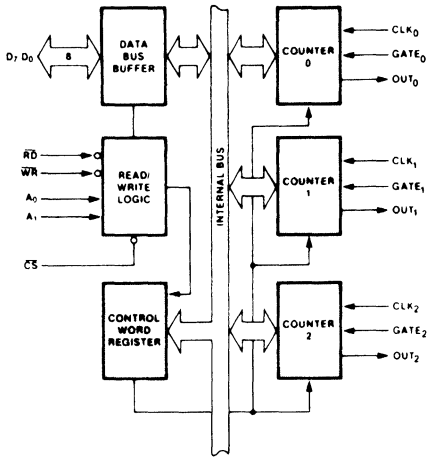 D7 D0
8
DATA
BUS
BUFFER
COUNTER
0
CLK0
GATE0
OUT0
RD
WR
A0
A1
CS
READ/
WRITE
LOGIC
INTERNAL BUS
COUNTER
1
CLK1
GATE1
OUT1
CONTROL
WORD
REGISTER
COUNTER
2
CLK2
GATE2
OUT2